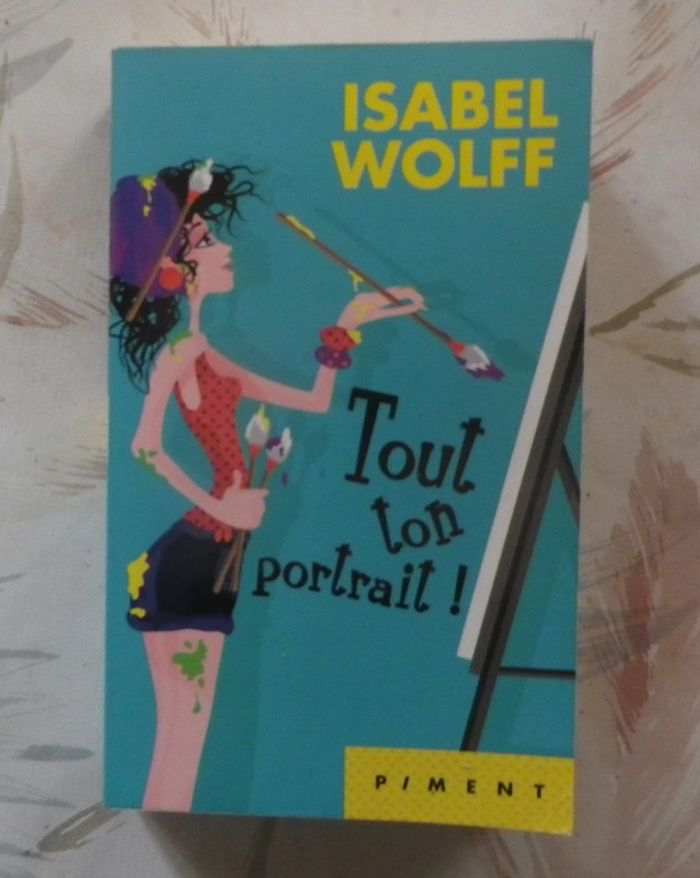 ISABEL
WOLFF
Tout
ton
portrait !
PIMENT